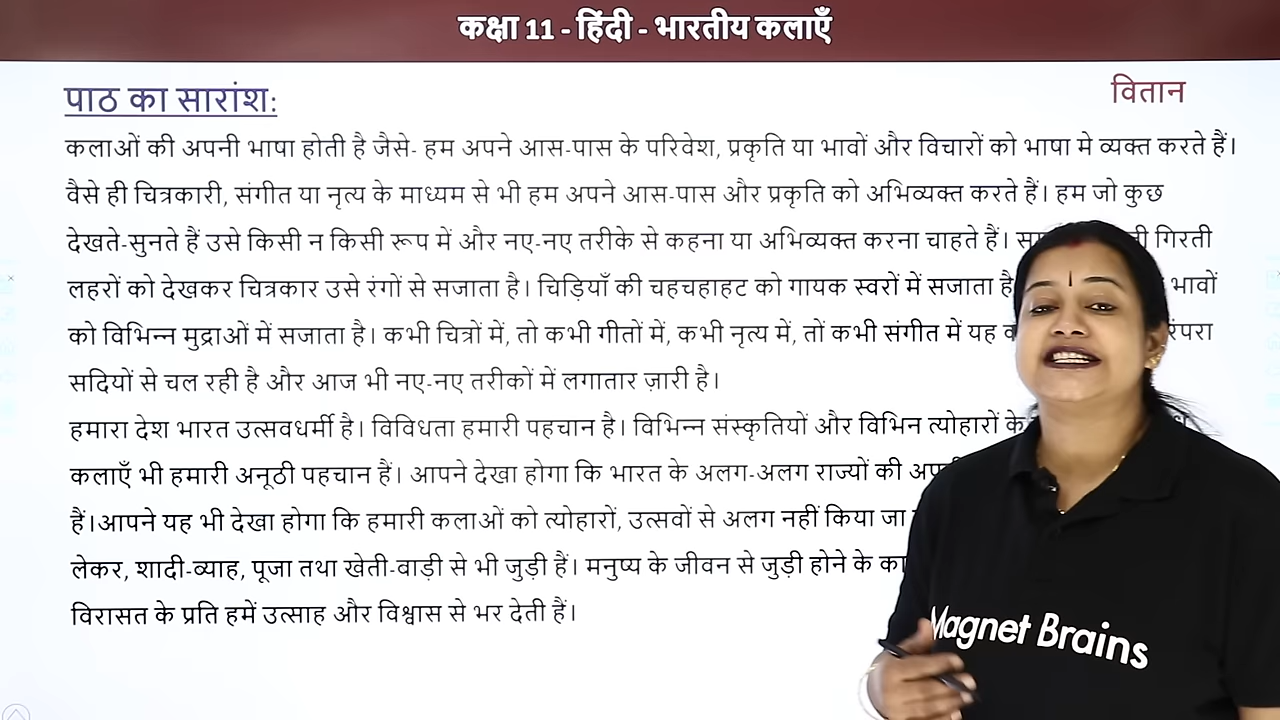 कक्षा 11 - हिंदी - भारतीय कलाएँ
पाठ का सारांश:
वितान
कलाओं की अपनी भाषा होती है जैसे- हम अपने आस-पास के परिवेश, प्रकृति या भावों और विचारों को भाषा मे व्यक्त करते हैं।
वैसे ही चित्रकारी, संगीत या नृत्य के माध्यम से भी हम अपने आस-पास और प्रकृति को अभिव्यक्त करते हैं। हम जो कुछ
देखते-सुनते हैं उसे किसी न किसी रूप में और नए-नए तरीके से कहना या अभिव्यक्त करना चाहते हैं। गिरती
लहरों को देखकर चित्रकार उसे रंगों से सजाता है। चिड़ियाँ की चहचहाहट को गायक स्वरों में सजाता भावों
को विभिन्न मुद्राओं में सजाता है। कभी चित्रों में, तो कभी गीतों में, कभी नृत्य में, तों कभी संगीत में यह
सदियों से चल रही है और आज भी नए-नए तरीकों में लगातार ज़ारी है।
हमारा देश भारत उत्सवधर्मी है। विविधता हमारी पहचान है। विभिन्न संस्कृतियों और विभिन त्योहारों के
कलाएँ भी हमारी अनूठी पहचान हैं। आपने देखा होगा कि भारत के अलग-अलग राज्यों की
हैं।आपने यह भी देखा होगा कि हमारी कलाओं को त्योहारों, उत्सवों से अलग नहीं किया जा
लेकर, शादी-व्याह, पूजा तथा खेती-वाड़ी से भी जुड़ी हैं। मनुष्य के जीवन से जुड़ी होने के
विरासत के प्रति हमें उत्साह और विश्वास से भर देती हैं।
Magnet Brains